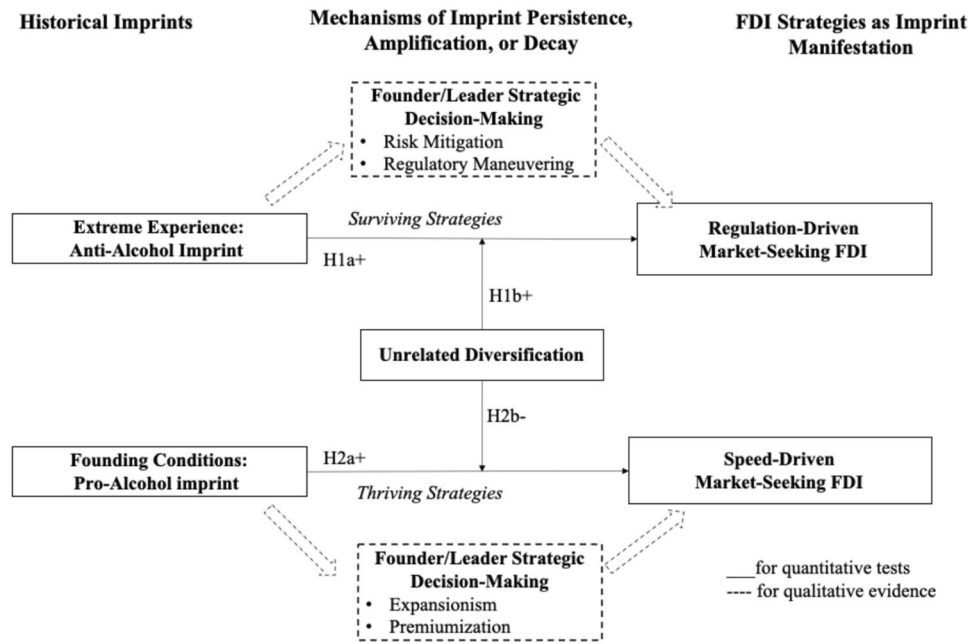 Historical Imprints
Mechanisms of Imprint Persistence,
Amplification, or Decay
FDI Strategies as Imprint
Manifestation
Founder/Leader Strategic
Decision-Making
• Risk Mitigation
• Regulatory Maneuvering
Extreme Experience:
Anti-Alcohol Imprint
Surviving Strategies
H1a+
Regulation-Driven
Market-Seeking FDI
H1b+
Unrelated Diversification
H2b-
Founding Conditions:
Pro-Alcohol imprint
H2a+
Thriving Strategies
Speed-Driven
Market-Seeking FDI
Founder/Leader Strategic
Decision-Making
• Expansionism
• Premiumization
___for quantitative tests
---- for qualitative evidence